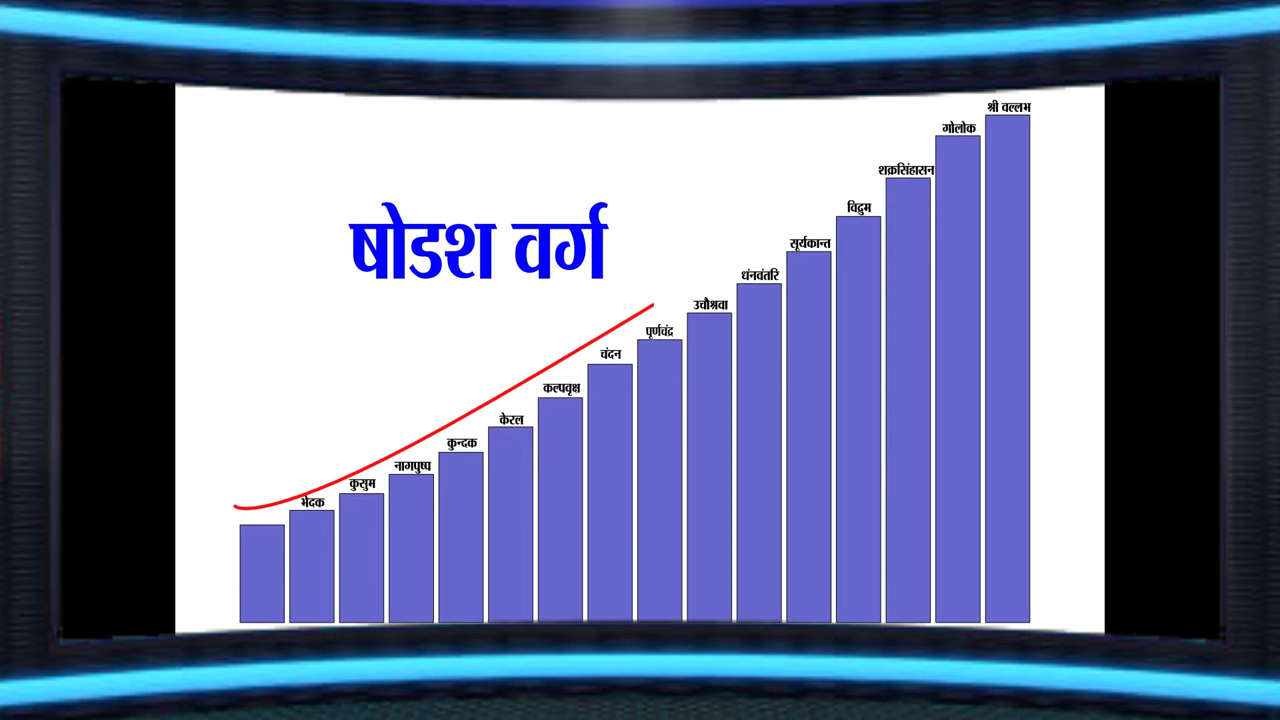 षोडश वर्ग
भेदक
कुसुम
नागपुष्प
कुन्दक
केरल
कल्पवृक्ष
चंदन
पूर्णचंद्र
उचौश्रवा
धंनवंतरि
सूर्यकान्त
विद्रुम
शक्रसिंहासन
गोलोक
श्री वल्लभ